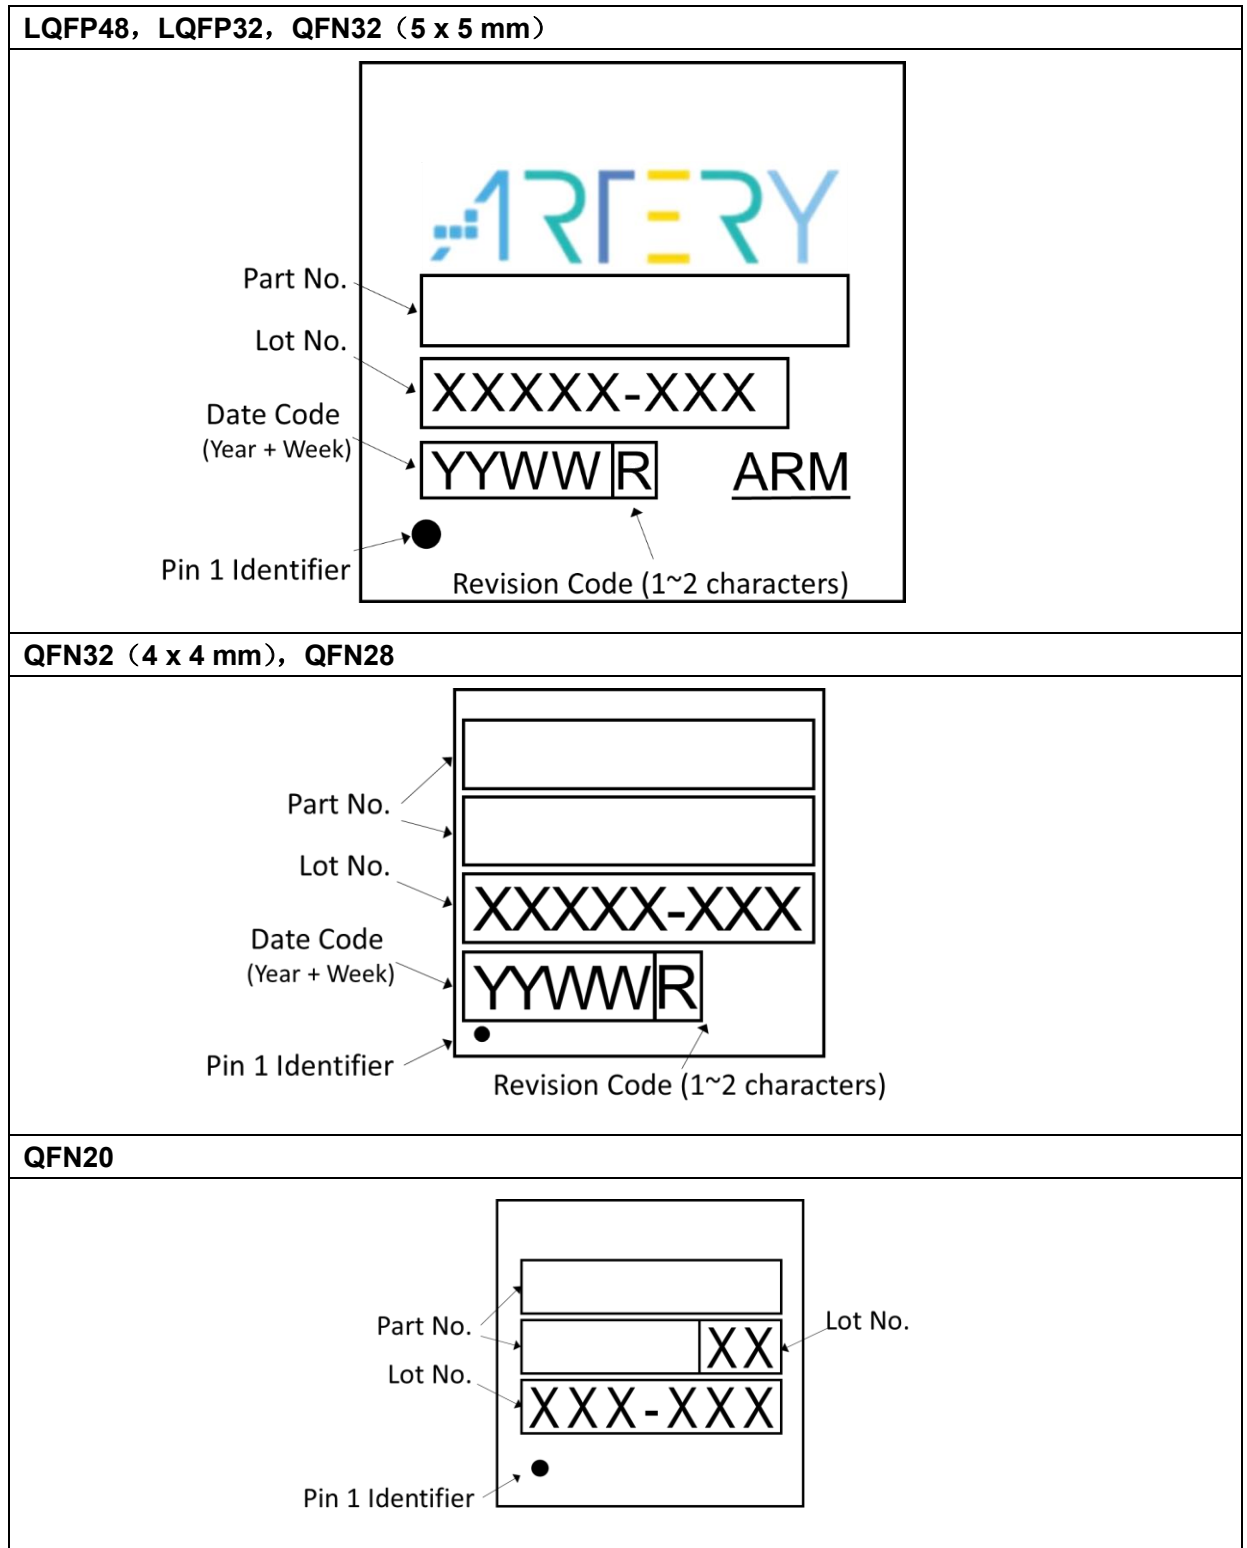 LQFP48，LQFP32，QFN32（5 x 5 mm）
ARTERY
Part No.
Lot No.
XXXXX-XXX
Date Code
(Year + Week)
YYWW R
ARM
Pin 1 Identifier
Revision Code (1~2 characters)
QFN32（4 x 4 mm），QFN28
Part No.
Lot No.
XXXXX-XXX
Date Code
(Year + Week)
YYWW R
Pin 1 Identifier
Revision Code (1~2 characters)
QFN20
Part No.
XX
Lot No.
Lot No.
XXX-XXX
Pin 1 Identifier